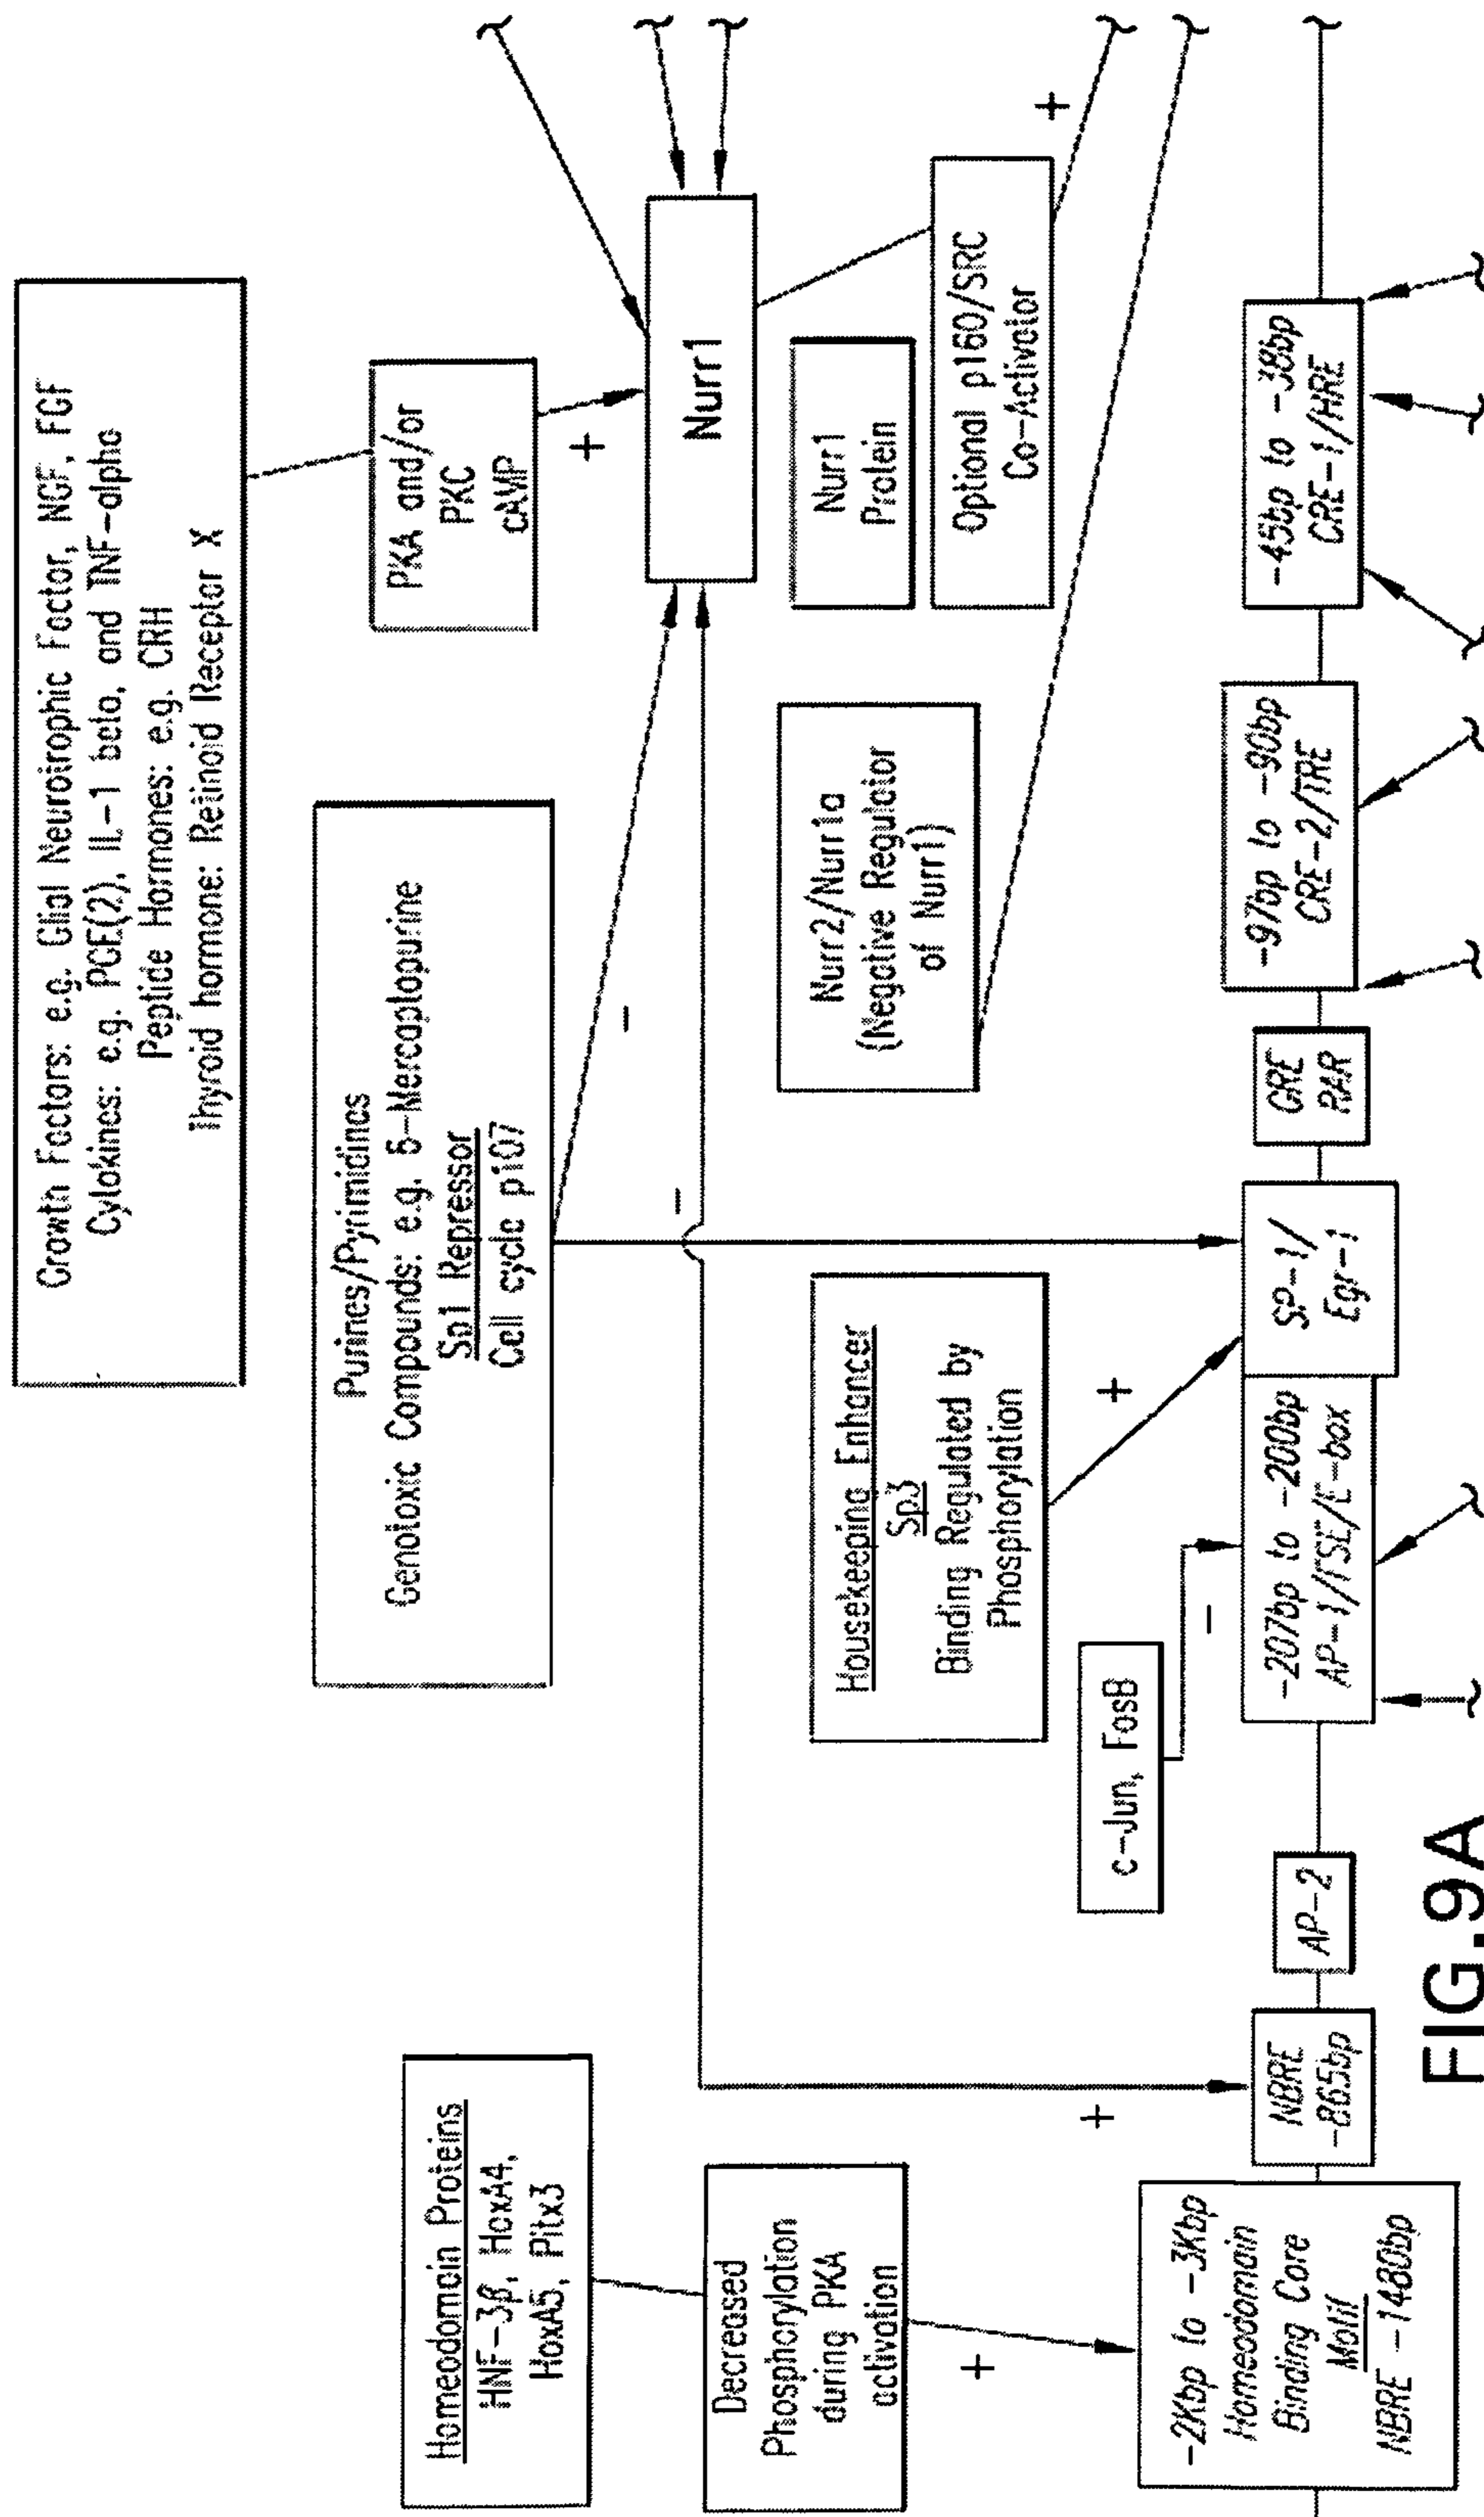 Growth Factors: e.g. Glial Neurotrophic Factor, NGF, FGF
Cytokines: e.g. PGE(2), IL-1 beta, and TNF-alpha
Peptide Hormones: e.g. CRH
Thyroid hormone: Retinoid Receptor X
Purines/Pyrimidines
Genotoxic Compounds: e.g. 6-Mercaptopurine
Sp1 Repressor
Cell cycle p107
PKA and/or
PKC
cAMP
+
-
-
Homeodomain Proteins
HNF-3β, HoxA4,
HoxA5, Pitx3
Nurr1
Decreased
Phosphorylation
during PKA
activation
+
Housekeeping Enhancer
Sp3
Binding Regulated by
Phosphorylation
+
Nurr2/Nurr1a
(Negative Regulator
of Nurr1)
Nurr1
Protein
Optional p160/SRC
Co-Activator
+
c-Jun, FosB
-
+
-2Kbp to -3Kbp
Homeodomain
Binding Core
Motif
NBRE -1480bp
NBRE
-865bp
AP-2
-207bp to -200bp
AP-1/FSE/E-box
SP-1/
Egr-1
GRE
RAR
-97bp to -90bp
CRE-2/TRE
-45bp to -38bp
CRE-1/HRE
FIG.9A